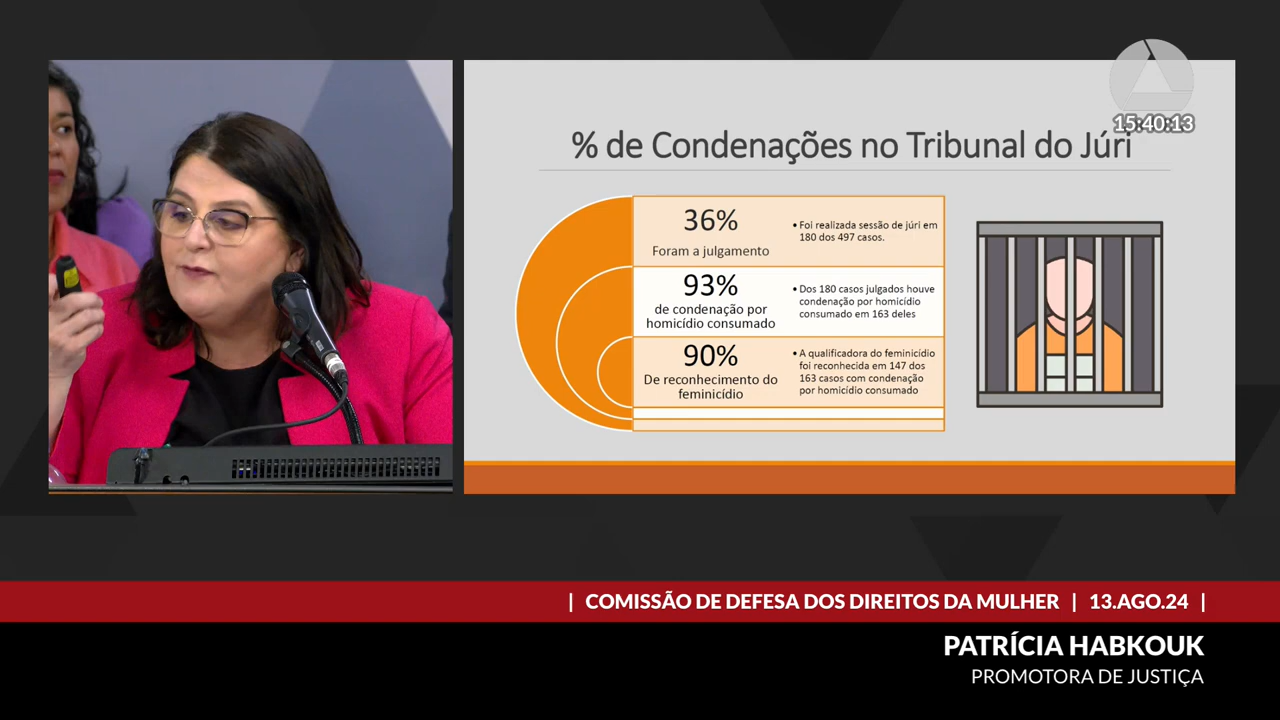 15:40:13
% de Condenações no Tribunal do Júri
36%
Foram a julgamento
• Foi realizada sessão de júri em
180 dos 497 casos.
93%
de condenação por
homicídio consumado
• Dos 180 casos julgados houve
condenação por homicídio
consumado em 163 deles
90%
De reconhecimento do
feminicídio
• A qualificadora do feminicídio
foi reconhecida em 147 dos
163 casos com condenação
por homicídio consumado
| COMISSÃO DE DEFESA DOS DIREITOS DA MULHER | 13.AGO.24 |
PATRÍCIA HABKOUK
PROMOTORA DE JUSTIÇA